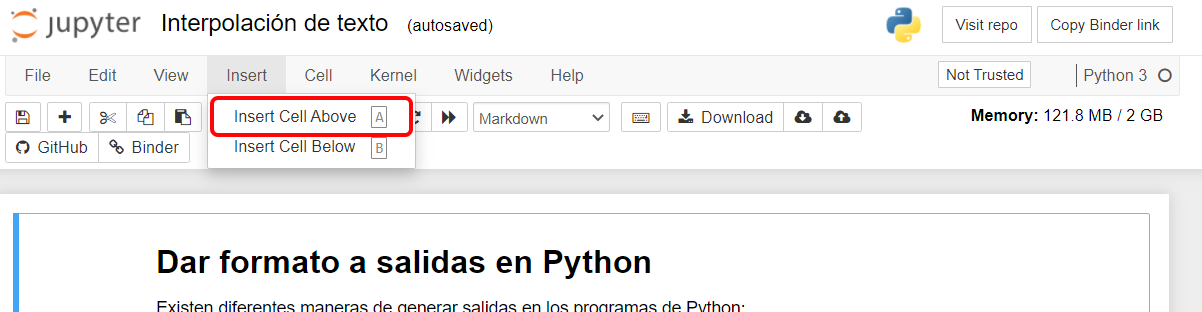 jupyter Interpolación de texto (autosaved) Visit repo Copy Binder link
File Edit View Insert Cell Kernel Widgets Help Not Trusted Python 3
Insert Cell Above A Markdown Download Memory: 121.8 MB / 2 GB
GitHub Binder Insert Cell Below B
Dar formato a salidas en Python
Existen diferentes maneras de generar salidas en los programas de Python: